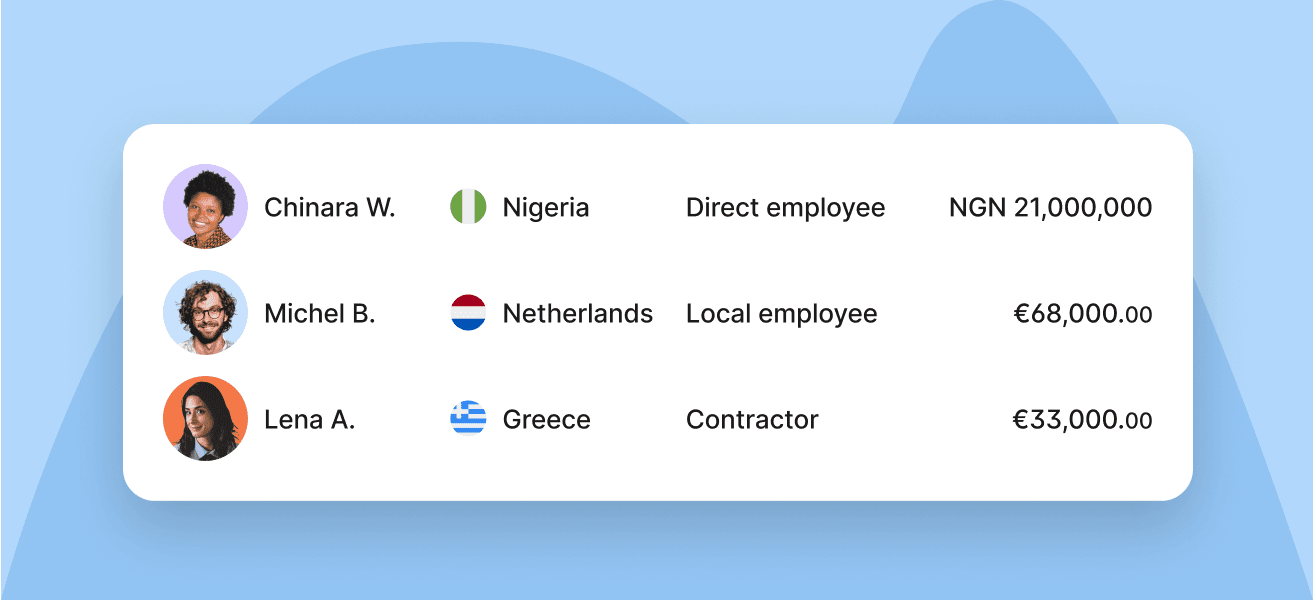 Chinara W. Nigeria Direct employee NGN 21,000,000
Michel B. Netherlands Local employee €68,000.00
Lena A. Greece Contractor €33,000.00